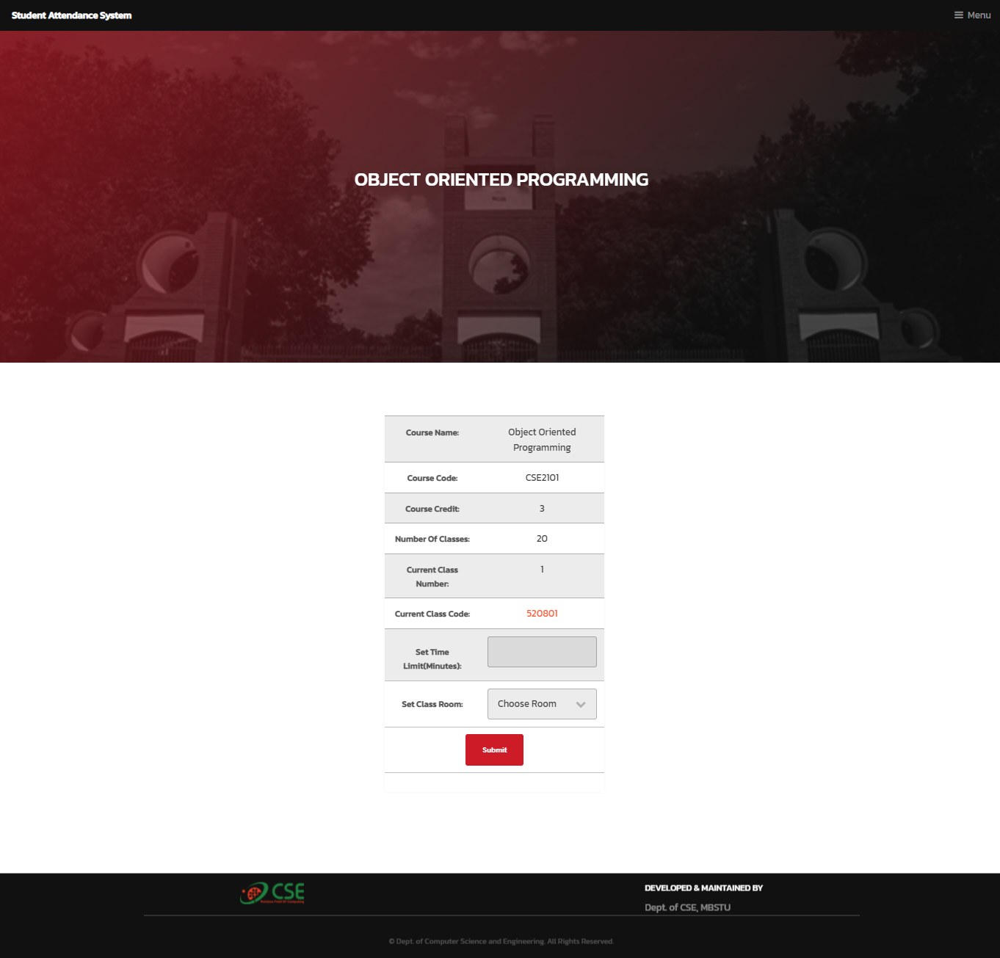 Student Attendance System
Menu
OBJECT ORIENTED PROGRAMMING
Course Name:
Object Oriented
Programming
Course Code:
CSE2101
Course Credit:
3
Number Of Classes:
20
Current Class
Number:
1
Current Class Code:
520801
Set Time
Limit(Minutes):
Set Class Room:
Choose Room
Submit
CSE
DEVELOPED & MAINTAINED BY
Dept. of CSE, MBSTU
© Dept. of Computer Science and Engineering. All Rights Reserved.